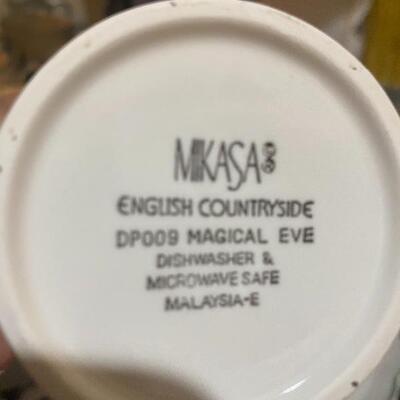 MIKASA®
ENGLISH COUNTRYSIDE
DP009 MAGICAL EVE
DISHWASHER &
MICROWAVE SAFE
MALAYSIA-E